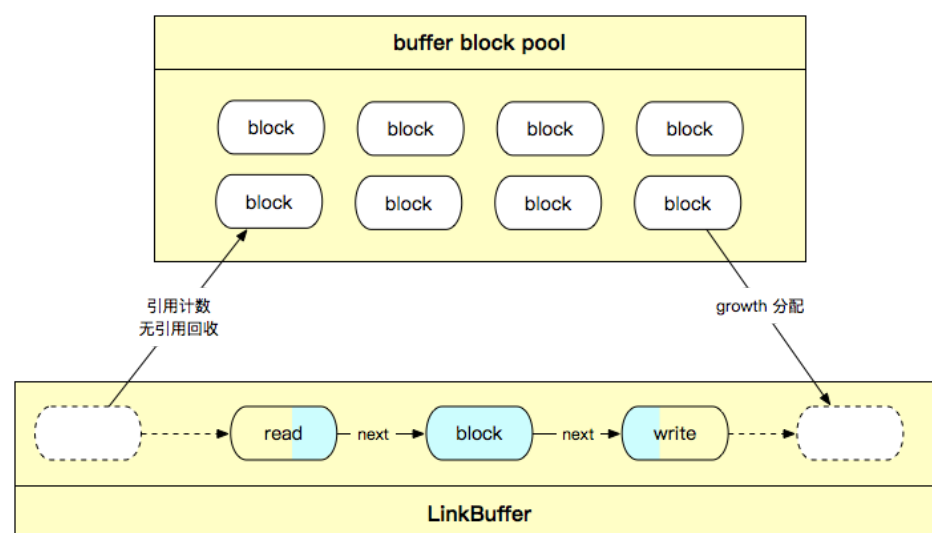 buffer block pool
block
block
block
block
block
block
block
block
引用计数
无引用回收
growth 分配
read
next
block
next
write
LinkBuffer